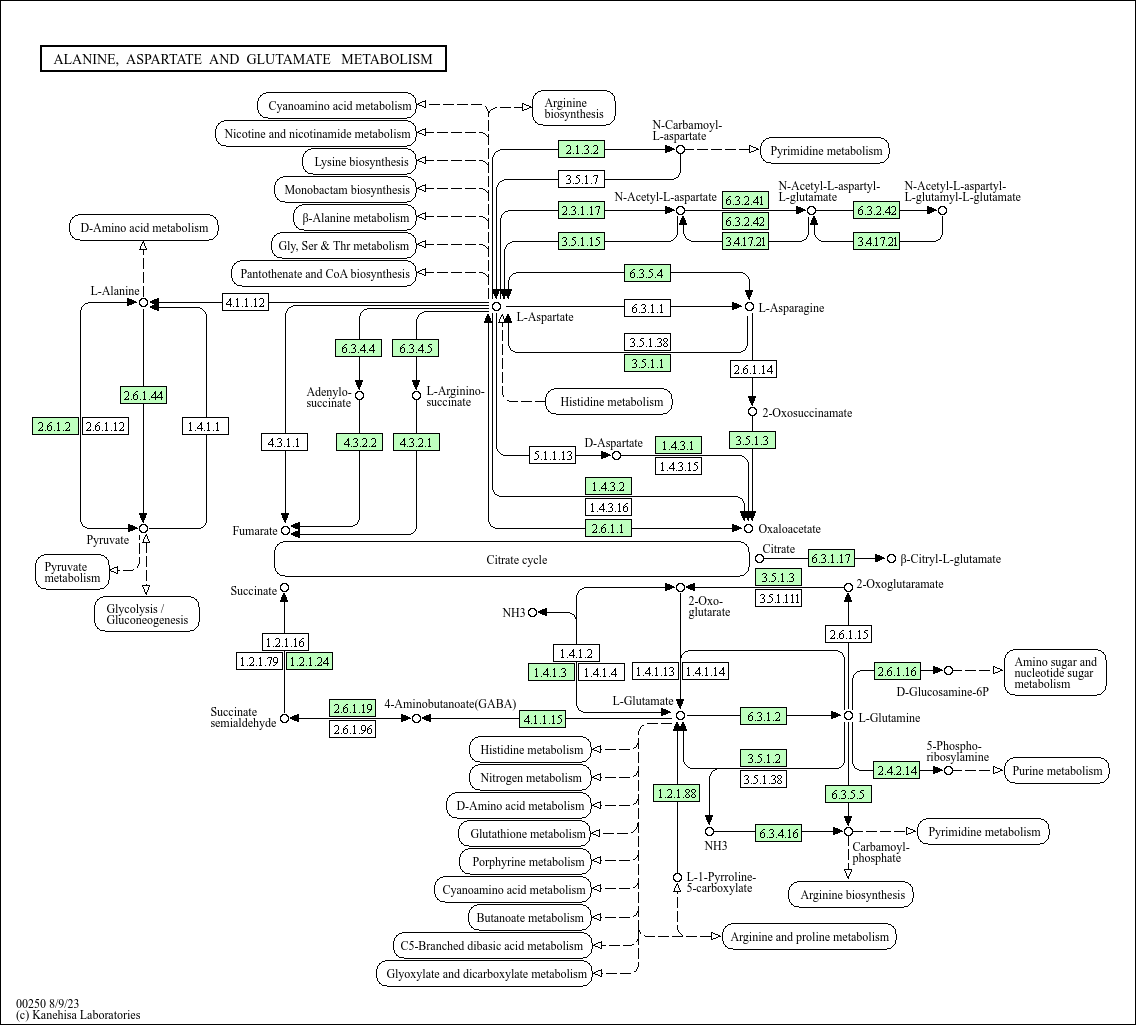 ALANINE, ASPARTATE AND GLUTAMATE METABOLISM
Cyanoamino acid metabolism
Arginine
biosynthesis
Nicotine and nicotinamide metabolism
N-Carbamoyl-
L-aspartate
2.1.3.2
Pyrimidine metabolism
Lysine biosynthesis
3.5.1.7
Monobactam biosynthesis
N-Acetyl-L-aspartate
6.3.2.41
N-Acetyl-L-aspartyl-
L-glutamate
N-Acetyl-L-aspartyl-
L-glutamyl-L-glutamate
β-Alanine metabolism
2.3.1.17
6.3.2.42
6.3.2.42
D-Amino acid metabolism
Gly, Ser & Thr metabolism
3.5.1.15
3.4.17.21
3.4.17.21
Pantothenate and CoA biosynthesis
6.3.5.4
L-Alanine
4.1.1.12
L-Aspartate
6.3.1.1
L-Asparagine
6.3.4.4
6.3.4.5
3.5.1.38
3.5.1.1
2.6.1.14
2.6.1.44
Adenylo-
succinate
L-Arginino-
succinate
Histidine metabolism
2-Oxosuccinamate
2.6.1.2
2.6.1.12
1.4.1.1
4.3.1.1
4.3.2.2
4.3.2.1
D-Aspartate
5.1.1.13
1.4.3.1
1.4.3.15
3.5.1.3
1.4.3.2
1.4.3.16
2.6.1.1
Pyruvate
Fumarate
Oxaloacetate
Citrate cycle
Citrate
6.3.1.17
β-Citryl-L-glutamate
Pyruvate
metabolism
Glycolysis /
Gluconeogenesis
Succinate
NH3
2-Oxo-
glutarate
3.5.1.3
3.5.1.111
2-Oxoglutaramate
1.2.1.16
1.2.1.79
1.2.1.24
1.4.1.2
1.4.1.3
1.4.1.4
1.4.1.13
1.4.1.14
2.6.1.15
2.6.1.16
Amino sugar and
nucleotide sugar
metabolism
D-Glucosamine-6P
Succinate
semialdehyde
2.6.1.19
2.6.1.96
4-Aminobutanoate(GABA)
4.1.1.15
L-Glutamate
6.3.1.2
L-Glutamine
Histidine metabolism
3.5.1.2
3.5.1.38
5-Phospho-
ribosylamine
2.4.2.14
Purine metabolism
Nitrogen metabolism
1.2.1.88
6.3.5.5
D-Amino acid metabolism
Glutathione metabolism
NH3
6.3.4.16
Carbamoyl-
phosphate
Pyrimidine metabolism
Porphyrine metabolism
L-1-Pyrroline-
5-carboxylate
Arginine biosynthesis
Cyanoamino acid metabolism
Butanoate metabolism
Arginine and proline metabolism
C5-Branched dibasic acid metabolism
Glyoxylate and dicarboxylate metabolism
00250 8/9/23
(c) Kanehisa Laboratories